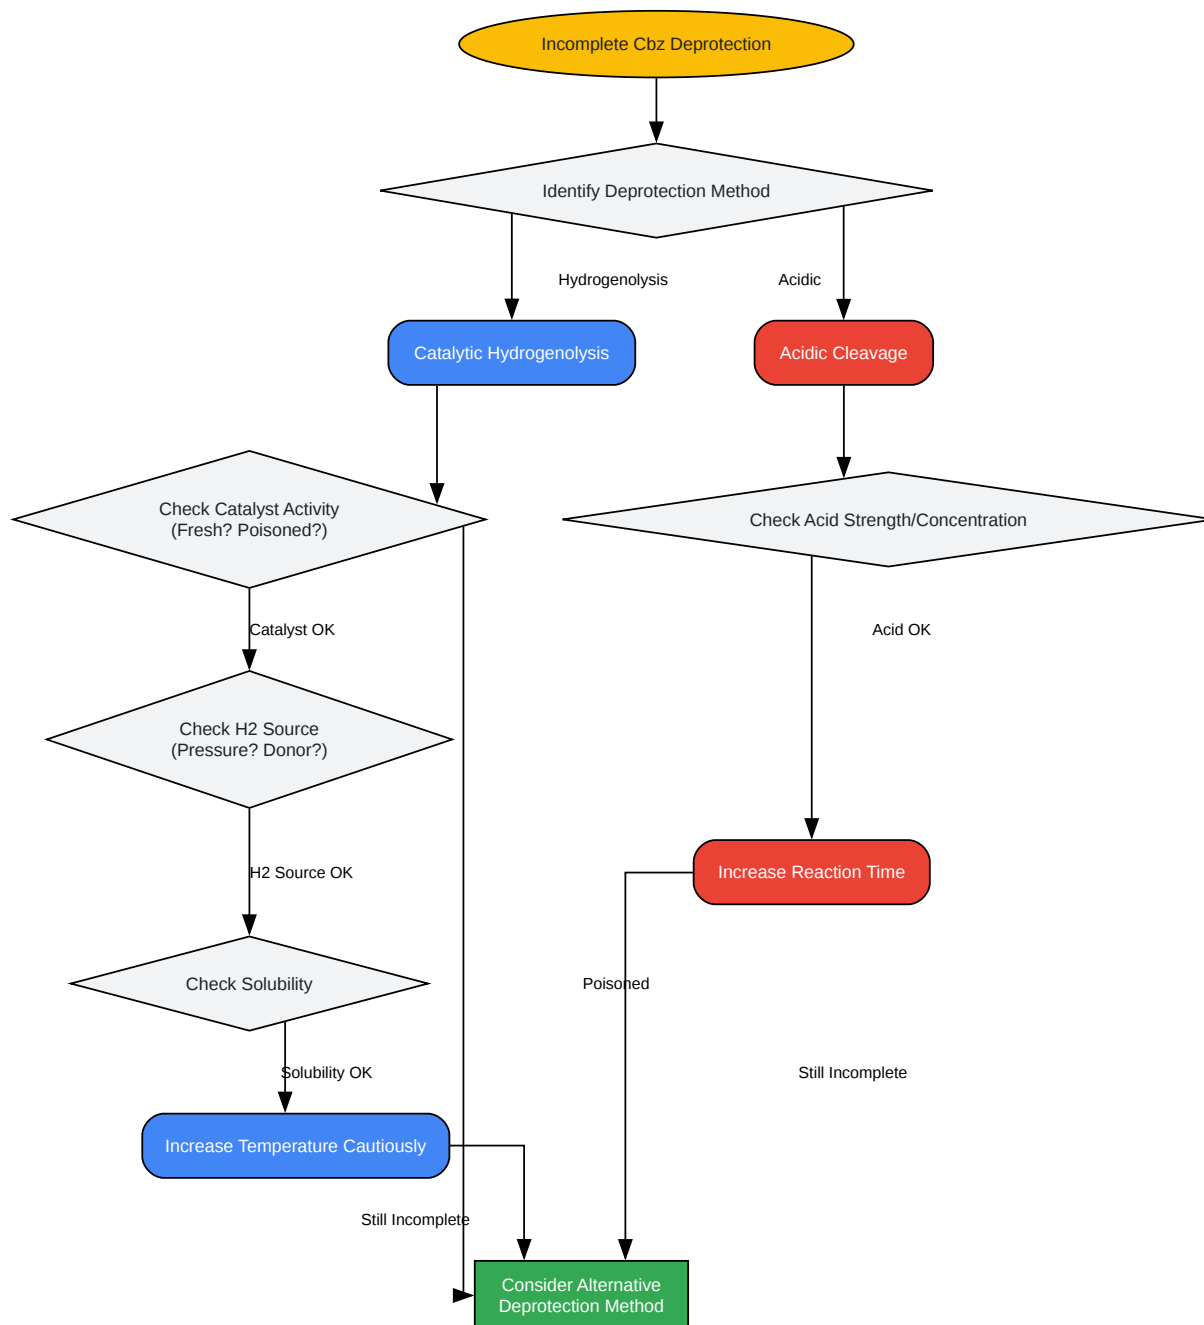 Incomplete Cbz Deprotection
Identify Deprotection Method
Hydrogenolysis
Acidic
Catalytic Hydrogenolysis
Acidic Cleavage
Check Catalyst Activity
(Fresh? Poisoned?)
Check Acid Strength/Concentration
Catalyst OK
Acid OK
Check H2 Source
(Pressure? Donor?)
H2 Source OK
Increase Reaction Time
Check Solubility
Poisoned
Solubility OK
Still Incomplete
Increase Temperature Cautiously
Still Incomplete
Consider Alternative
Deprotection Method